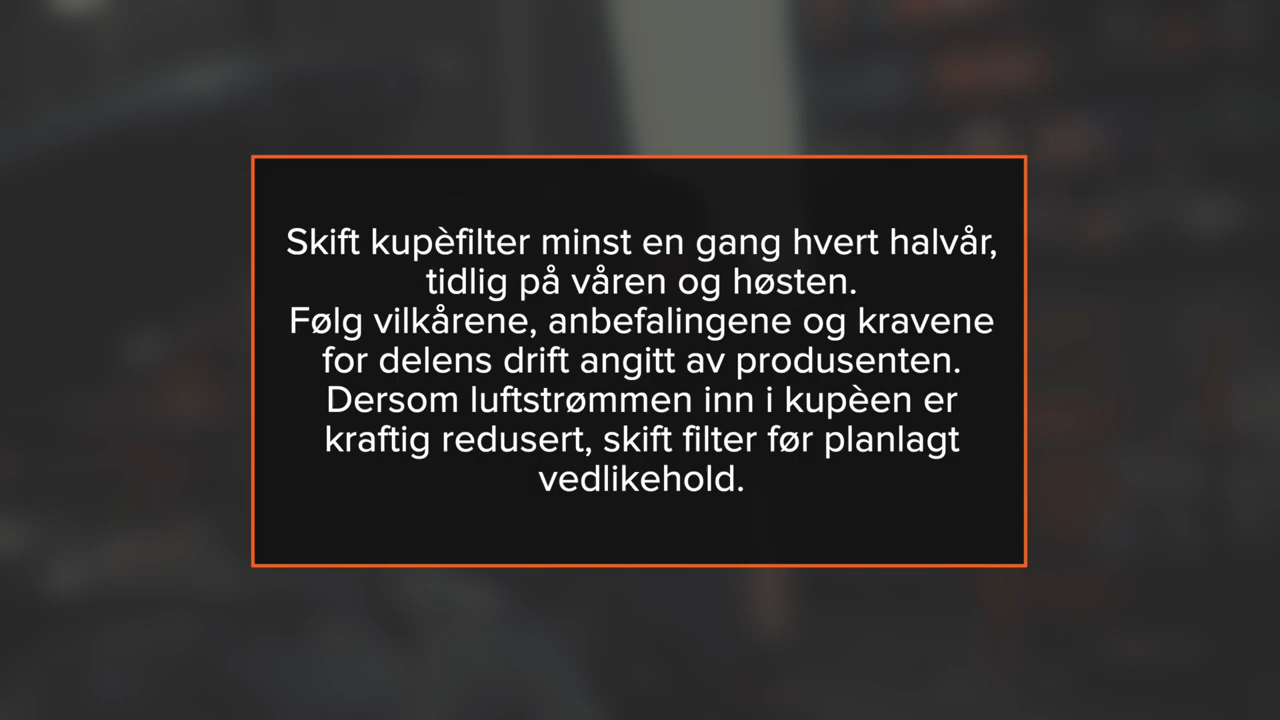 Skift kupèfilter minst en gang hvert halvår,
tidlig på våren og høsten.
Følg vilkårene, anbefalingene og kravene
for delens drift angitt av produsenten.
Dersom luftstrømmen inn i kupèen er
kraftig redusert, skift filter før planlagt
vedlikehold.